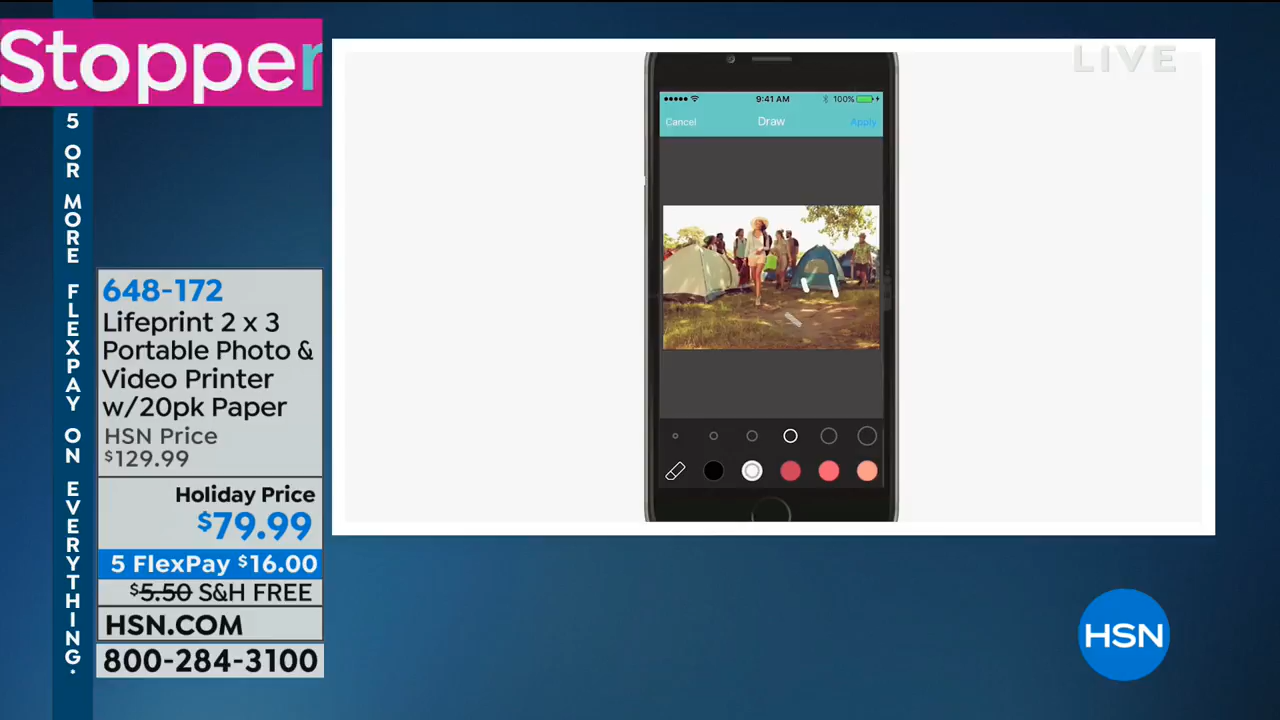 Stopper
5 OR MORE FLEXPAY ON EVERYTHING.
648-172
Lifeprint 2 x 3
Portable Photo &
Video Printer
w/20pk Paper
HSN Price
$129.99
Holiday Price
$79.99
5 FlexPay $16.00
$5.50 S&H FREE
HSN.COM
800-284-3100
LIVE
9:41 AM
100%
Cancel
Draw
Apply
HSN